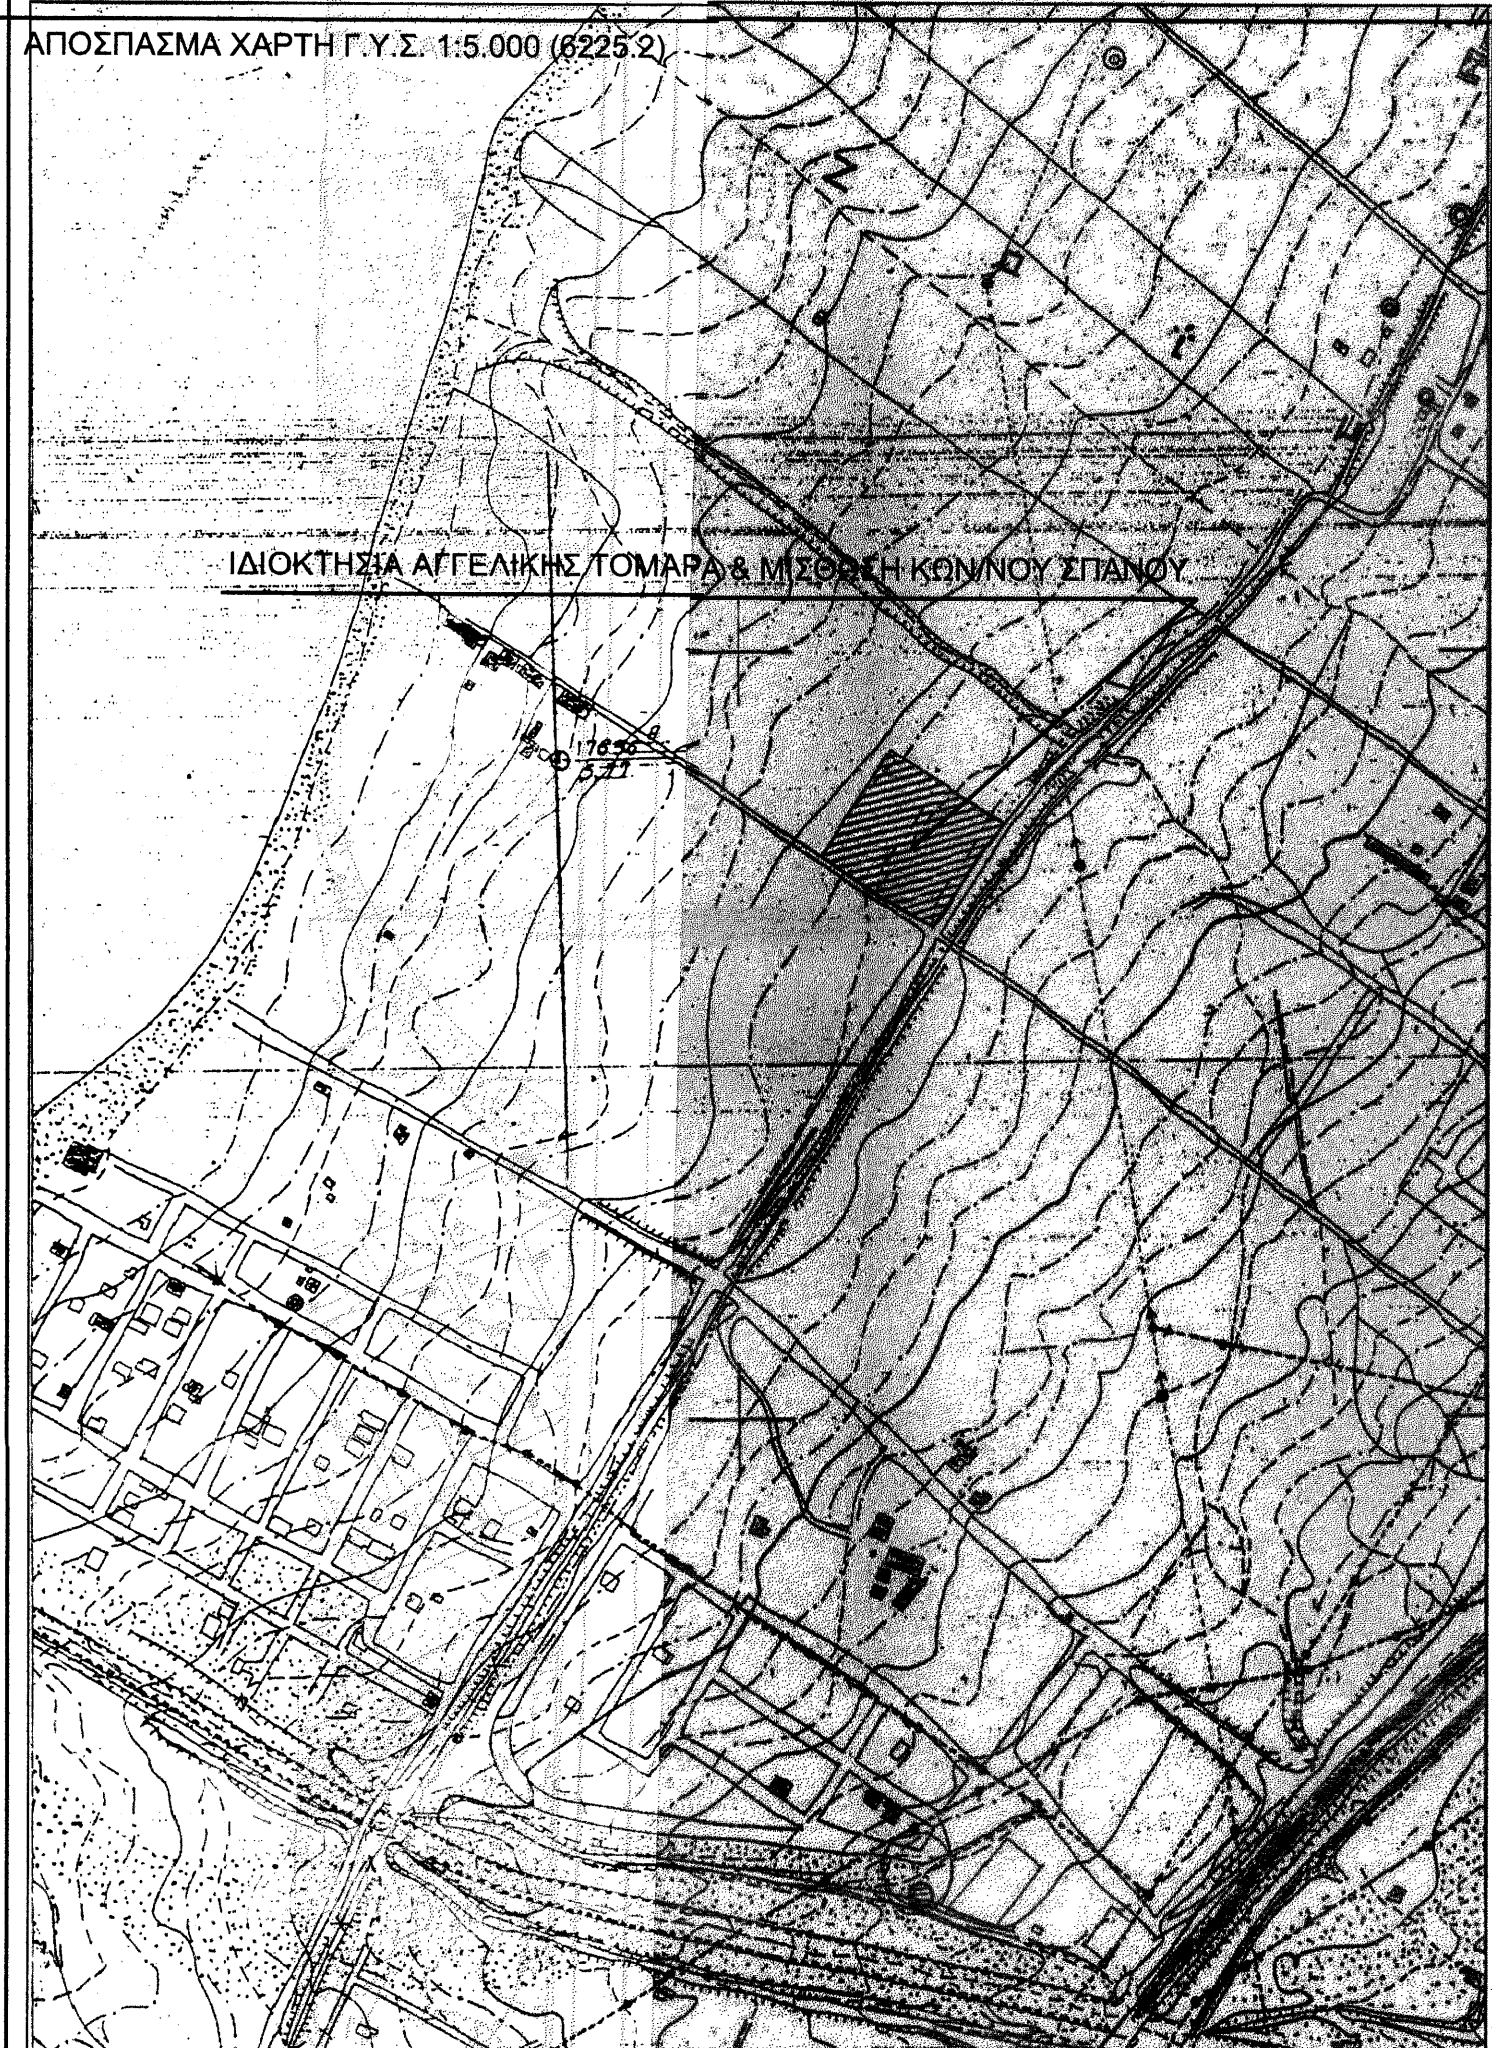 ΑΠΟΣΠΑΣΜΑ ΧΑΡΤΗ Γ.Υ.Σ. 1:5.000 (6225.2)
Σ
ΙΔΙΟΚΤΗΣΙΑ ΑΓΓΕΛΙΚΗΣ ΤΟΜΑΡΑ & ΜΙΣΘΩΣΗ ΚΩΝ/ΝΟΥ ΣΠΑΝΟΥ